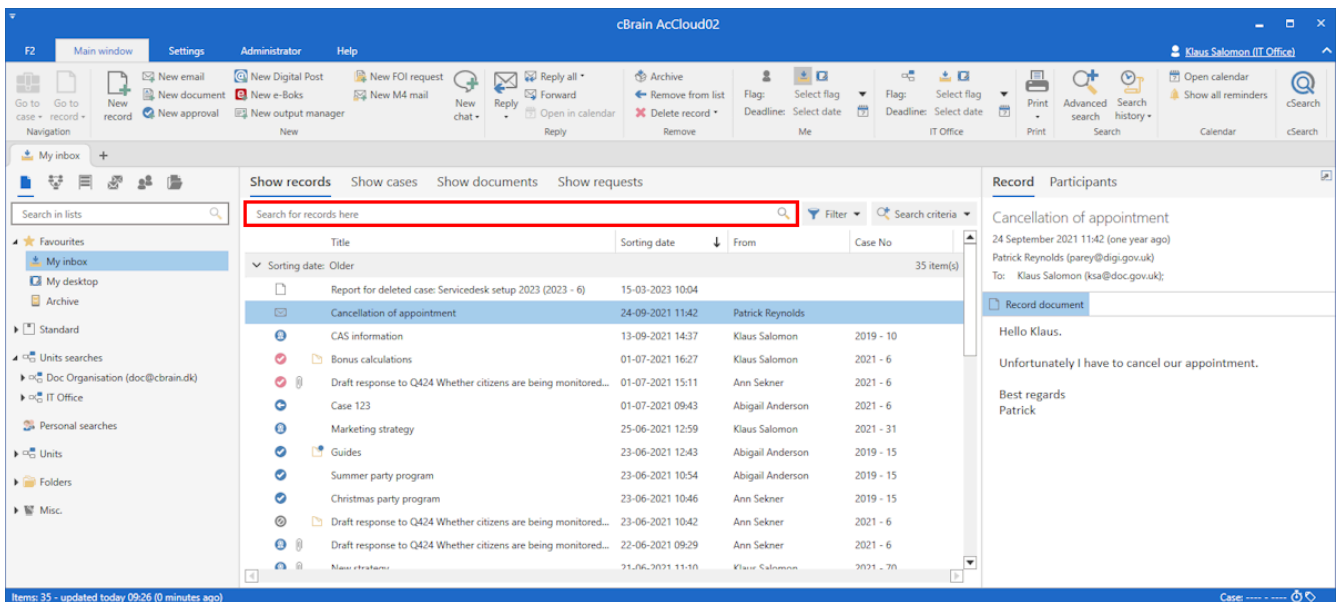 cBrain AcCloud02
F2 Main window Settings Administrator Help Klaus Salomon (IT Office)
Go to case Go to record New record New email New document New approval New Digital Post New e-Boks New output manager New FOI request New M4 mail New chat Reply Reply all Forward Open in calendar Archive Remove from list Delete record Flag: Select flag Deadline: Select date Flag: Select flag Deadline: Select date Print Advanced search Search history Open calendar Show all reminders cSearch
Navigation New Reply Remove Me IT Office Print Search Calendar cSearch
My inbox +
Search in lists
Favourites
My inbox
My desktop
Archive
Standard
Units searches
Doc Organisation (doc@cbrain.dk)
IT Office
Personal searches
Units
Folders
Misc.
Show records Show cases Show documents Show requests
Search for records here Filter Search criteria
Title Sorting date From Case No
Sorting date: Older 35 item(s)
Report for deleted case: Servicedesk setup 2023 (2023 - 6) 15-03-2023 10:04
Cancellation of appointment 24-09-2021 11:42 Patrick Reynolds
CAS information 13-09-2021 14:37 Klaus Salomon 2019 - 10
Bonus calculations 01-07-2021 16:27 Klaus Salomon 2021 - 6
Draft response to Q424 Whether citizens are being monitored... 01-07-2021 15:11 Ann Sekner 2021 - 6
Case 123 01-07-2021 09:43 Abigail Anderson 2021 - 6
Marketing strategy 25-06-2021 12:59 Klaus Salomon 2021 - 31
Guides 23-06-2021 12:43 Abigail Anderson 2019 - 15
Summer party program 23-06-2021 10:54 Abigail Anderson 2019 - 15
Christmas party program 23-06-2021 10:46 Ann Sekner 2019 - 15
Draft response to Q424 Whether citizens are being monitored... 23-06-2021 10:42 Ann Sekner 2021 - 6
Draft response to Q424 Whether citizens are being monitored... 22-06-2021 09:29 Ann Sekner 2021 - 6
New strategy 21-06-2021 11:10 Klaus Salomon 2021 - 70
Record Participants
Cancellation of appointment
24 September 2021 11:42 (one year ago)
Patrick Reynolds (parey@digi.gov.uk)
To: Klaus Salomon (ksa@doc.gov.uk);
Record document
Hello Klaus.
Unfortunately I have to cancel our appointment.
Best regards
Patrick
Items: 35 - updated today 09:26 (0 minutes ago) Case: ---- - ----